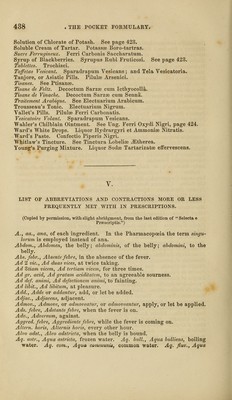 438 . THE POCKET FORMULARY.
Solution of Chlorate of Potash. See page 423.
Soluble Cream of Tartar. Potassæ Boro-tartras.
Sucre Ferrugineux. Ferri Carbonis Saccharatum.
Syrup of Blackberries. Syrupus Rubi Fruticosi. See page 423.
Tablettes. Trochisci.
Taffetas Vesicant. Sparadrapum Vesicans; and Tela Vesicatoria.
Tanjore, or Asiatic Pills. Pilulæ Arsenici.
Tisanes. See Ptisanæ.
Tisane de Feltz. Decoctum Sarzæ cum Icthyocollâ.
Tisane de Vinache. Decoctum Sarzæ cum Sennâ.
Traitement Arabique. See Electuarium Arabicum.
Trousseau's Tonic. Electuarium Nigrum.
Vallet's Pills. Pilulæ Ferri Carbonatis.
Vesicatoire Volant. Sparadrapum Vesicans.
Wahler's Chilblain Ointment. See Ung. Ferri Oxydi Nigri, page 424.
Ward's White Drops. Liquor Hydrargyri et Ammoniæ Nitratis.
Ward's Paste. Confectio Piperis Nigri.
Whitlaw's Tincture. See Tinctura Lobeliæ Ætherea.
Young's Purging Mixture. Liquor Sodæ Tartarizatæ effervescens.
V.
LIST OF ABBREVIATIONS AND CONTRACTIONS MORE OR LESS
FREQUENT MET WITH IN PRESCRIPTIONS.
(Copied by permission, with slight abridgment, from the last edition of "Selecta e
Prescriptis.")
A., aa., ana, of each ingredient. In the Pharmacopœia the term singu-
lorum is employed instead of ana.
Abdom., Abdomen, the belly; abdominis, of the belly; abdomini, to the
belly.
Abs. febr., Absente febre, in the absence of the fever.
Ad 2 vic., Ad duas vices, at twice taking.
Ad 3tiam vicem, Ad tertiam vicem, for three times.
Ad gr. acid, Ad gratam aciditatem, to an agreeable sourness.
Ad def. animi, Ad defectionem animi, to fainting.
Ad libit., Ad libitum, at pleasure.
Add., Adde or addantur, add, or let be added.
Adjac., Adjacens, adjacent.
Admov., Admove, or admoveatur, or admoveantur, apply, or let be applied.
Ads. febre, Adstante febre, when the fever is on.
Adv., Adversum, against.
Aggred. febre, Aggrediente febre, while the fever is coming on.
Altern. horis, Alternis horis, every other hour.
Alvo adst., Alvo adstrictâ, when the belly is bound.
Aq. astr., Aqua astricta, frozen water. Aq. bull., Aqua bulliens, boiling
water. Aq. com., Aqua communis, common water. Aq. fluv., Aqua